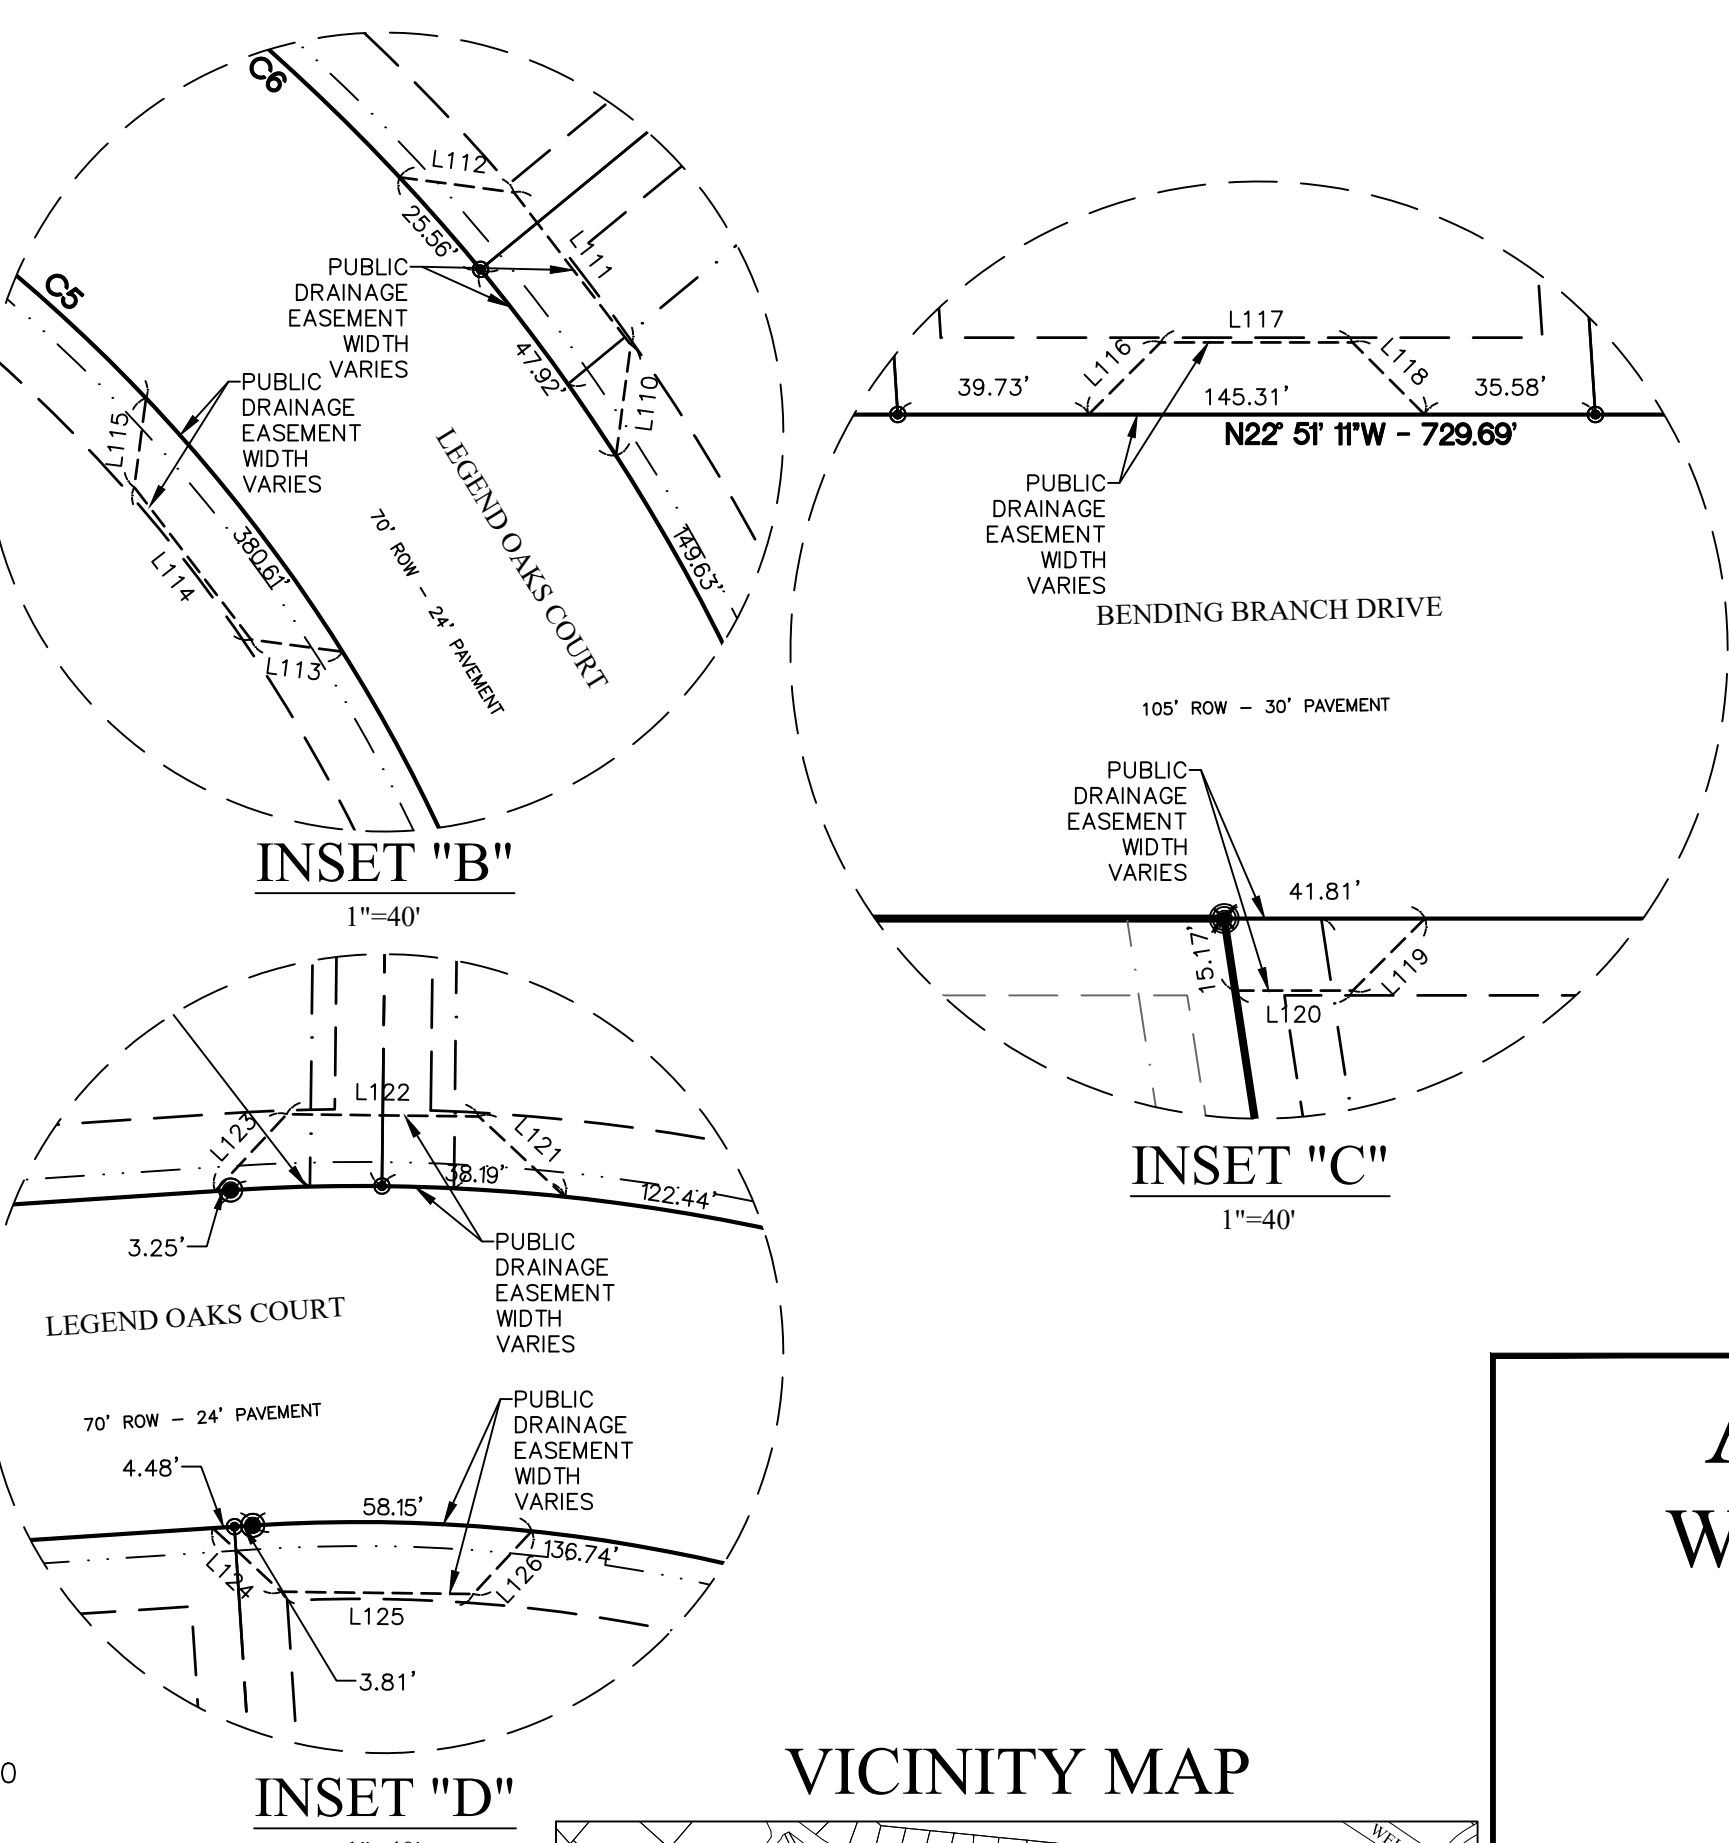 C6
L112
25.56'
L111
PUBLIC
DRAINAGE
EASEMENT
WIDTH
VARIES
C5
47.92'
L110
PUBLIC
DRAINAGE
EASEMENT
WIDTH
VARIES
L115
380.61'
L114
L113
LEGEND OAKS COURT
70' ROW - 24' PAVEMENT
149.63'
INSET "B"
1"=40'
L117
L116
L118
39.73'
145.31'
35.58'
N22° 51' 11"W - 729.69'
PUBLIC
DRAINAGE
EASEMENT
WIDTH
VARIES
BENDING BRANCH DRIVE
105' ROW - 30' PAVEMENT
PUBLIC
DRAINAGE
EASEMENT
WIDTH
VARIES
41.81'
15.17'
L119
L120
INSET "C"
1"=40'
L122
L123
L121
38.19'
122.44'
3.25'
PUBLIC
DRAINAGE
EASEMENT
WIDTH
VARIES
LEGEND OAKS COURT
70' ROW - 24' PAVEMENT
PUBLIC
DRAINAGE
EASEMENT
WIDTH
VARIES
4.48'
58.15'
136.74'
L124
L126
L125
3.81'
INSET "D"
VICINITY MAP
W